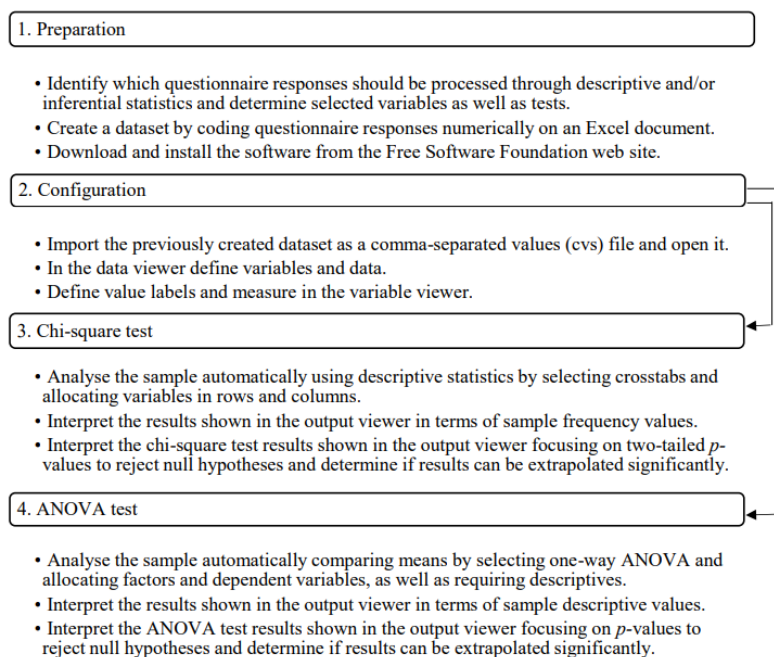 1. Preparation
• Identify which questionnaire responses should be processed through descriptive and/or
inferential statistics and determine selected variables as well as tests.
• Create a dataset by coding questionnaire responses numerically on an Excel document.
• Download and install the software from the Free Software Foundation web site.
2. Configuration
• Import the previously created dataset as a comma-separated values (cvs) file and open it.
• In the data viewer define variables and data.
• Define value labels and measure in the variable viewer.
3. Chi-square test
• Analyse the sample automatically using descriptive statistics by selecting crosstabs and
allocating variables in rows and columns.
• Interpret the results shown in the output viewer in terms of sample frequency values.
• Interpret the chi-square test results shown in the output viewer focusing on two-tailed p-
values to reject null hypotheses and determine if results can be extrapolated significantly.
4. ANOVA test
• Analyse the sample automatically comparing means by selecting one-way ANOVA and
allocating factors and dependent variables, as well as requiring descriptives.
• Interpret the results shown in the output viewer in terms of sample descriptive values.
• Interpret the ANOVA test results shown in the output viewer focusing on p-values to
reject null hypotheses and determine if results can be extrapolated significantly.